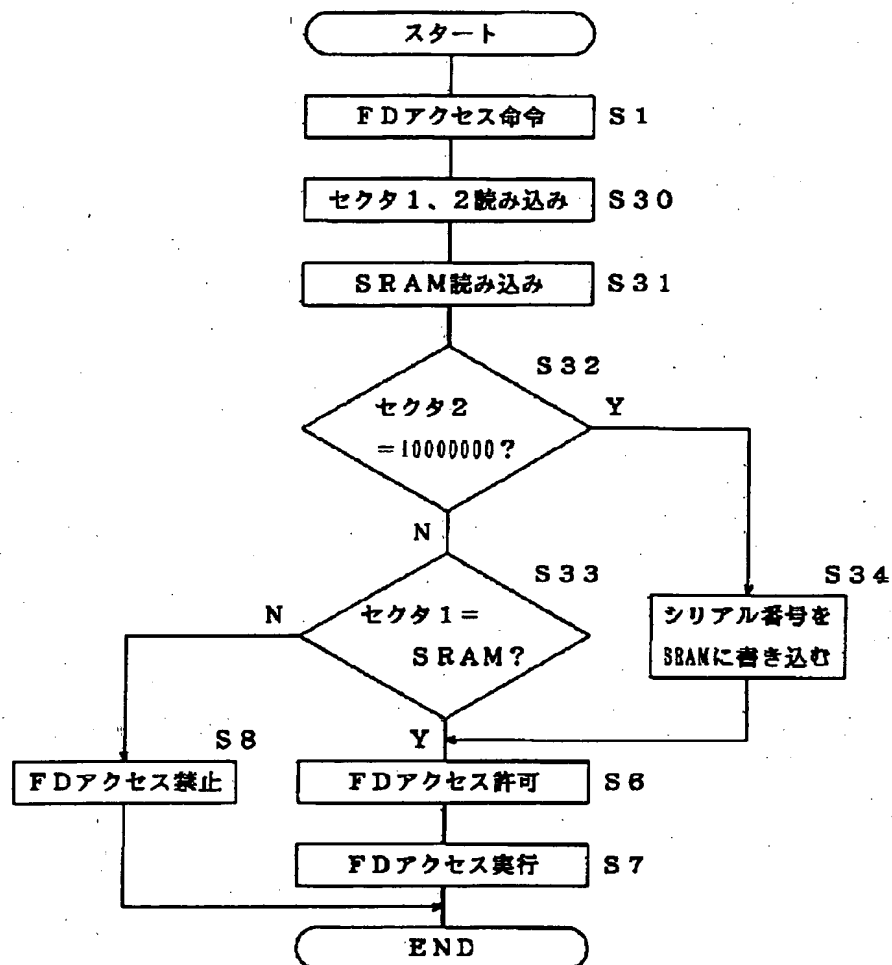 スタート
FDアクセス命令 S1
セクタ1、2読み込み S30
SRAM読み込み S31
S32
セクタ2
=10000000?
Y
N
S33
S34
N
セクタ1=
SRAM?
シリアル番号を
SRAMに書き込む
Y
S8
FDアクセス禁止
FDアクセス許可 S6
FDアクセス実行 S7
END